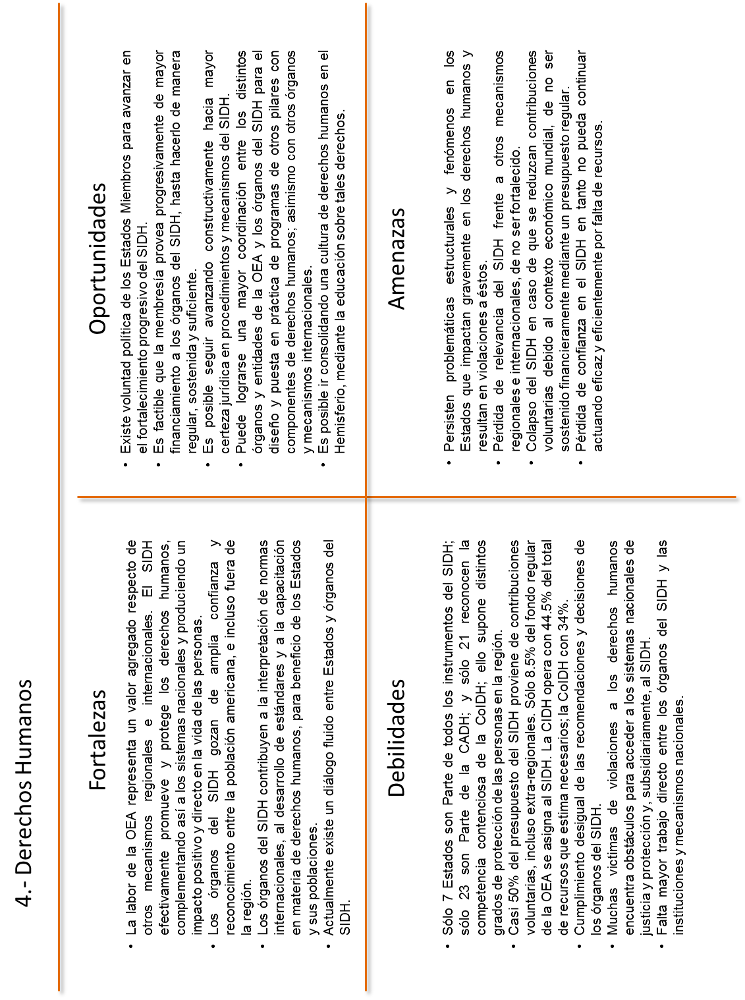 4.- Derechos Humanos
Fortalezas
• La labor de la OEA representa un valor agregado respecto de
otros mecanismos regionales e internacionales. El SIDH
efectivamente promueve y protege los derechos humanos,
complementando así a los sistemas nacionales y produciendo un
impacto positivo y directo en la vida de las personas.
• Los órganos del SIDH gozan de amplia confianza y
reconocimiento entre la población americana, e incluso fuera de
la región.
• Los órganos del SIDH contribuyen a la interpretación de normas
internacionales, al desarrollo de estándares y a la capacitación
en materia de derechos humanos, para beneficio de los Estados
y sus poblaciones.
• Actualmente existe un diálogo fluido entre Estados y órganos del
SIDH.
Oportunidades
• Existe voluntad política de los Estados Miembros para avanzar en
el fortalecimiento progresivo del SIDH.
• Es factible que la membresía provea progresivamente de mayor
financiamiento a los órganos del SIDH, hasta hacerlo de manera
regular, sostenida y suficiente.
• Es posible seguir avanzando constructivamente hacia mayor
certeza jurídica en procedimientos y mecanismos del SIDH.
• Puede lograrse una mayor coordinación entre los distintos
órganos y entidades de la OEA y los órganos del SIDH para el
diseño y puesta en práctica de programas de otros pilares con
componentes de derechos humanos; asimismo con otros órganos
y mecanismos internacionales.
• Es posible ir consolidando una cultura de derechos humanos en el
Hemisferio, mediante la educación sobre tales derechos.
Debilidades
• Sólo 7 Estados son Parte de todos los instrumentos del SIDH;
sólo 23 son Parte de la CADH; y sólo 21 reconocen la
competencia contenciosa de la CoIDH; ello supone distintos
grados de protección de las personas en la región.
• Casi 50% del presupuesto del SIDH proviene de contribuciones
voluntarias, incluso extra-regionales. Sólo 8.5% del fondo regular
de la OEA se asigna al SIDH. La CIDH opera con 44.5% del total
de recursos que estima necesarios; la CoIDH con 34%.
• Cumplimiento desigual de las recomendaciones y decisiones de
los órganos del SIDH.
• Muchas victimas de violaciones a los derechos humanos
encuentra obstáculos para acceder a los sistemas nacionales de
justicia y protección y, subsidiariamente, al SIDH.
• Falta mayor trabajo directo entre los órganos del SIDH y las
instituciones y mecanismos nacionales.
Amenazas
• Persisten problemáticas estructurales y fenómenos en los
Estados que impactan gravemente en los derechos humanos y
resultan en violaciones a éstos.
• Pérdida de relevancia del SIDH frente a otros mecanismos
regionales e internacionales, de no ser fortalecido.
• Colapso del SIDH en caso de que se reduzcan contribuciones
voluntarias debido al contexto económico mundial, de no ser
sostenido financieramente mediante un presupuesto regular.
• Pérdida de confianza en el SIDH en tanto no pueda continuar
actuando eficaz y eficientemente por falta de recursos.